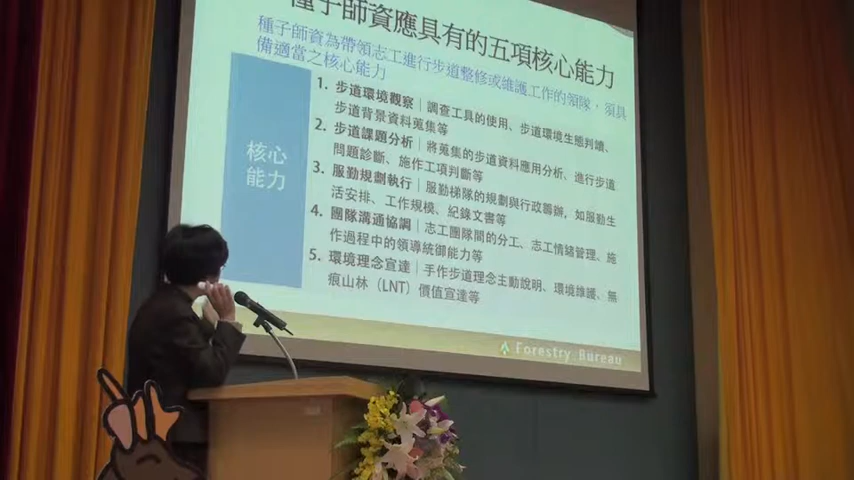 種子師資應具有的五項核心能力
種子師資為帶領志工進行步道整修或維護工作的領隊，須具
備適當之核心能力
核心
能力
1. 步道環境觀察｜調查工具的使用、步道環境生態判讀、
步道背景資料蒐集等
2. 步道課題分析｜將蒐集的步道資料應用分析、進行步道
問題診斷、施作工項判斷等
3. 服勤規劃執行｜服勤梯隊的規劃與行政籌辦，如服勤生
活安排、工作規模、紀錄文書等
4. 團隊溝通協調｜志工團隊間的分工、志工情緒管理、施
作過程中的領導統御能力等
5. 環境理念宣達｜手作步道理念主動說明、環境維護、無
痕山林（LNT）價值宣達等
Forestry Bureau